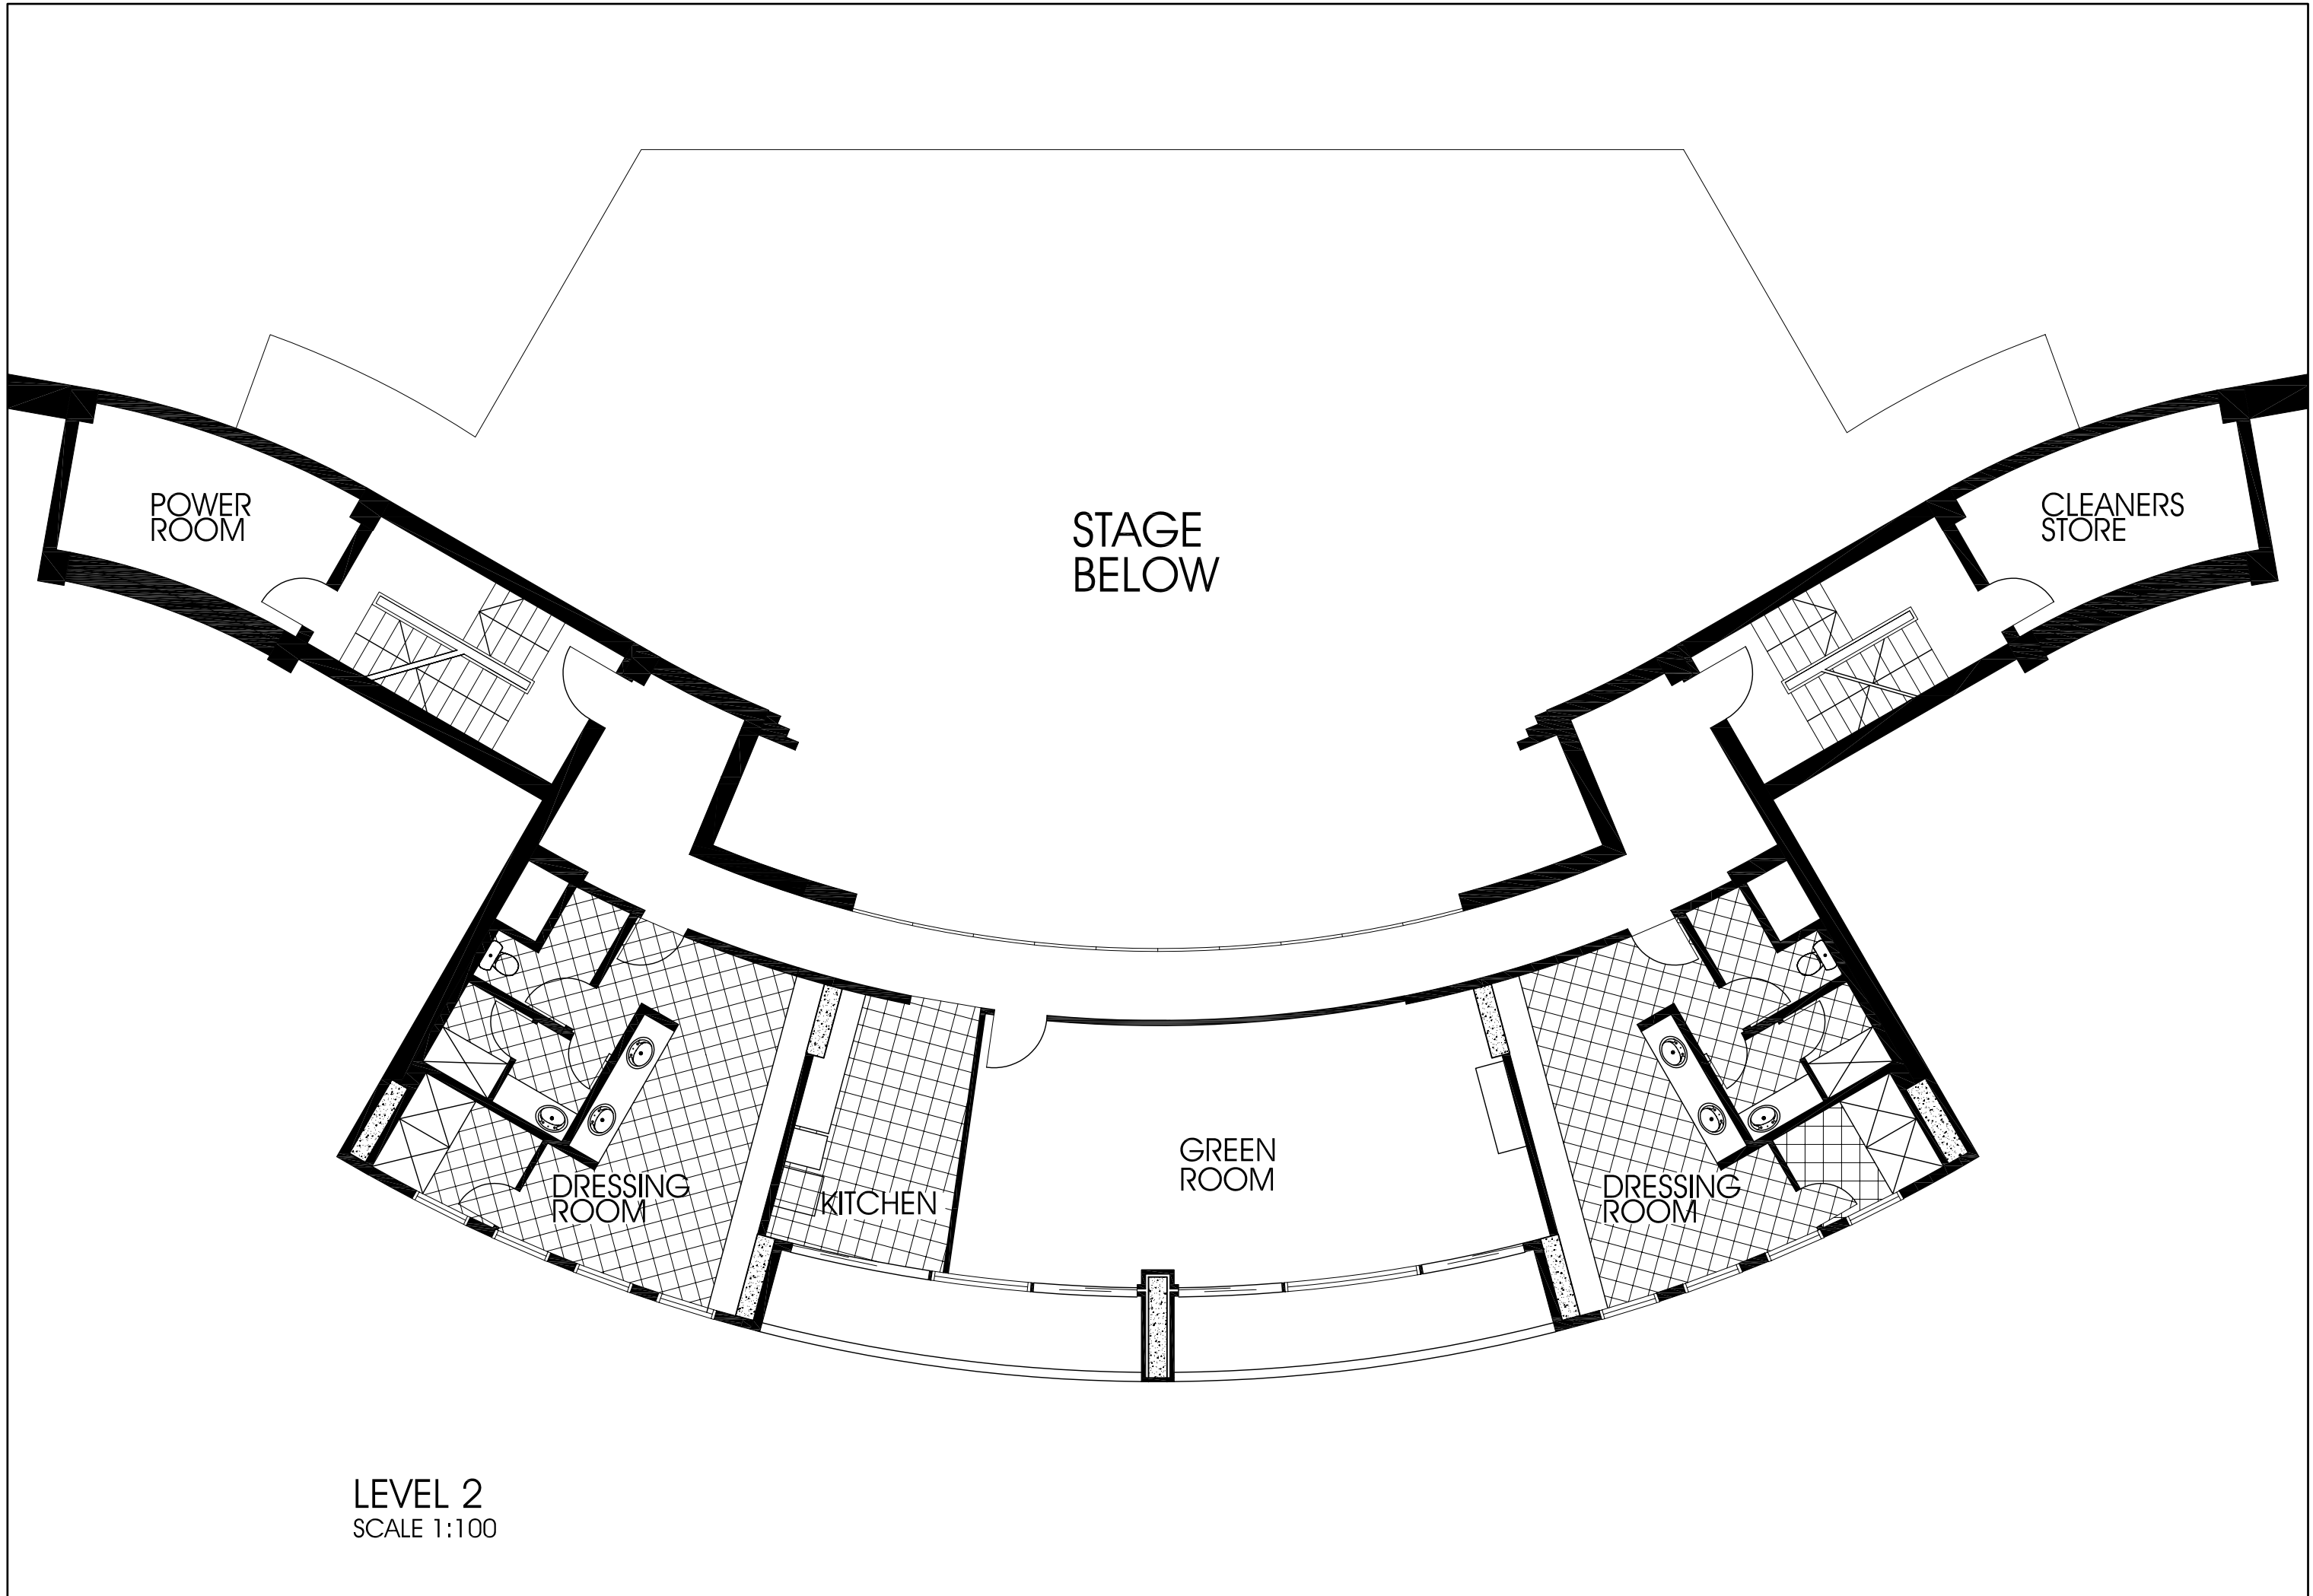 POWER
ROOM
STAGE
BELOW
CLEANERS
STORE
DRESSING
ROOM
KITCHEN
GREEN
ROOM
DRESSING
ROOM
LEVEL 2
SCALE 1:100